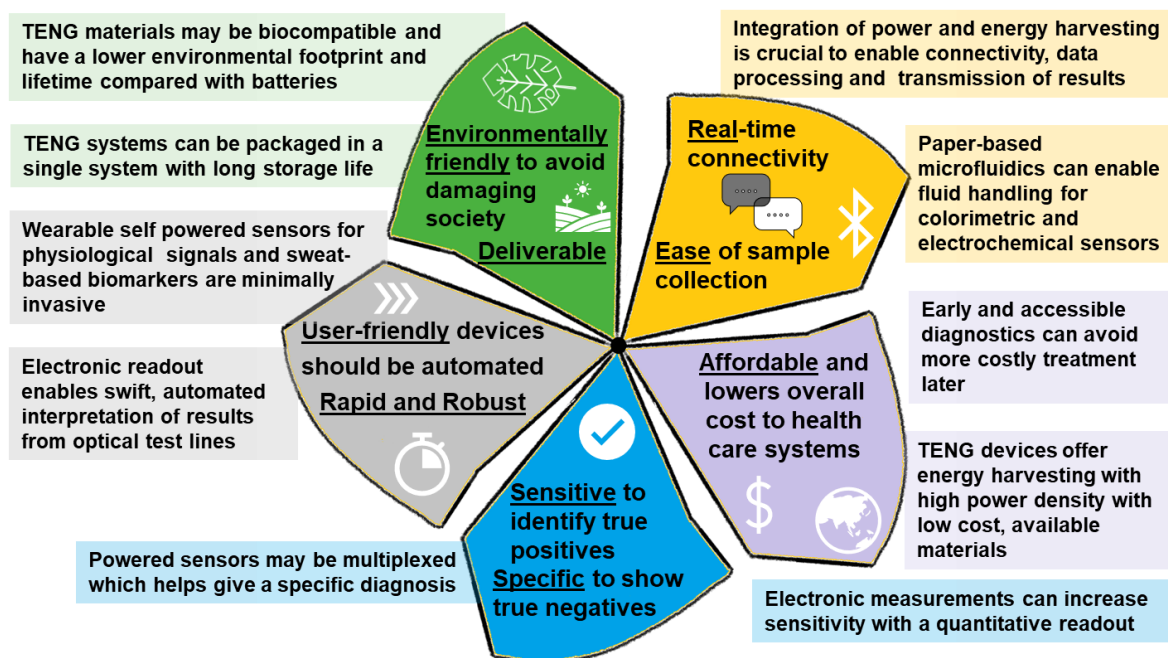 TENG materials may be biocompatible and
have a lower environmental footprint and
lifetime compared with batteries
TENG systems can be packaged in a
single system with long storage life
Environmentally
friendly to avoid
damaging
society
Deliverable
Integration of power and energy harvesting
is crucial to enable connectivity, data
processing and transmission of results
Real-time
connectivity
Ease of sample
collection
Paper-based
microfluidics can enable
fluid handling for
colorimetric and
electrochemical sensors
Wearable self powered sensors for
physiological signals and sweat-
based biomarkers are minimally
invasive
Electronic readout
enables swift, automated
interpretation of results
from optical test lines
User-friendly devices
should be automated
Rapid and Robust
Affordable and
lowers overall
cost to health
care systems
$
Early and accessible
diagnostics can avoid
more costly treatment
later
TENG devices offer
energy harvesting with
high power density with
low cost, available
materials
Sensitive to
identify true
positives
Specific to show
true negatives
Powered sensors may be multiplexed
which helps give a specific diagnosis
Electronic measurements can increase
sensitivity with a quantitative readout